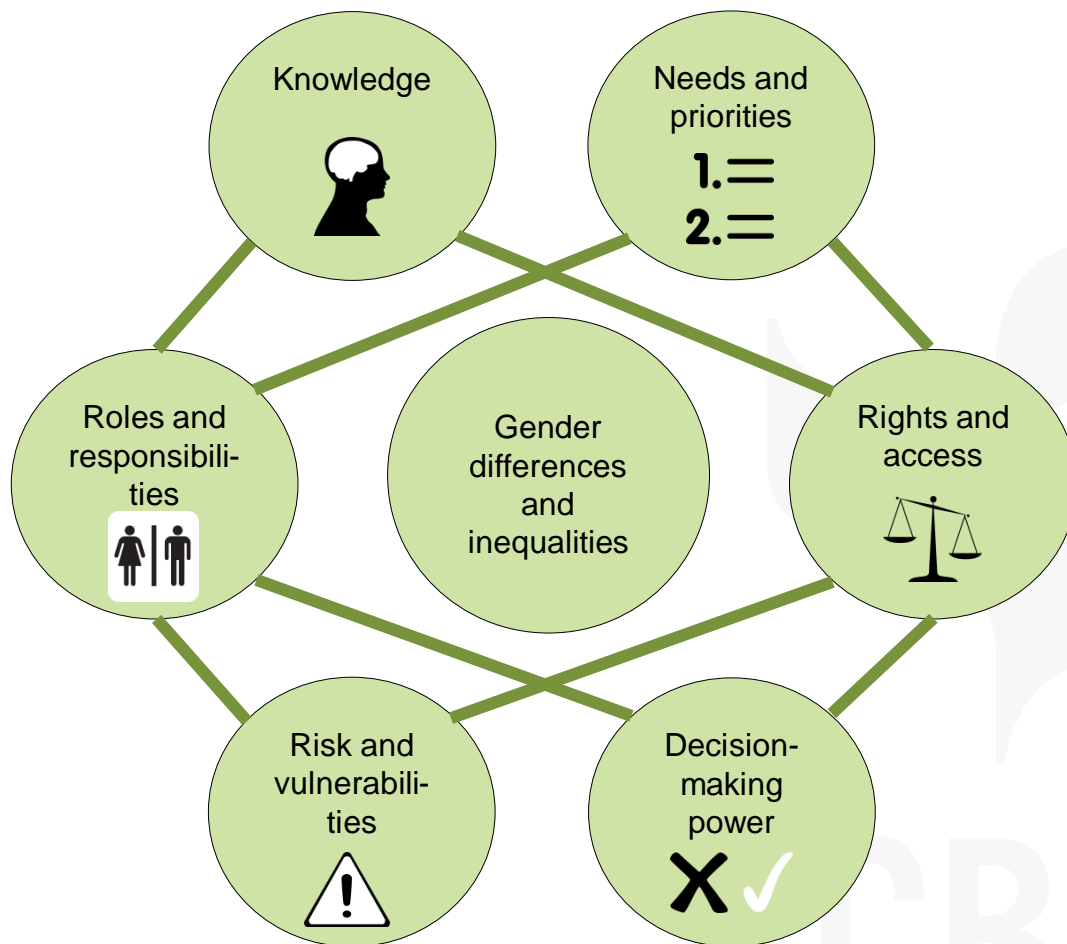 Knowledge
Needs and
priorities
1.
2.
Roles and
responsibili-
ties
Gender
differences
and
inequalities
Rights and
access
Risk and
vulnerabili-
ties
!
Decision-
making
power
CB